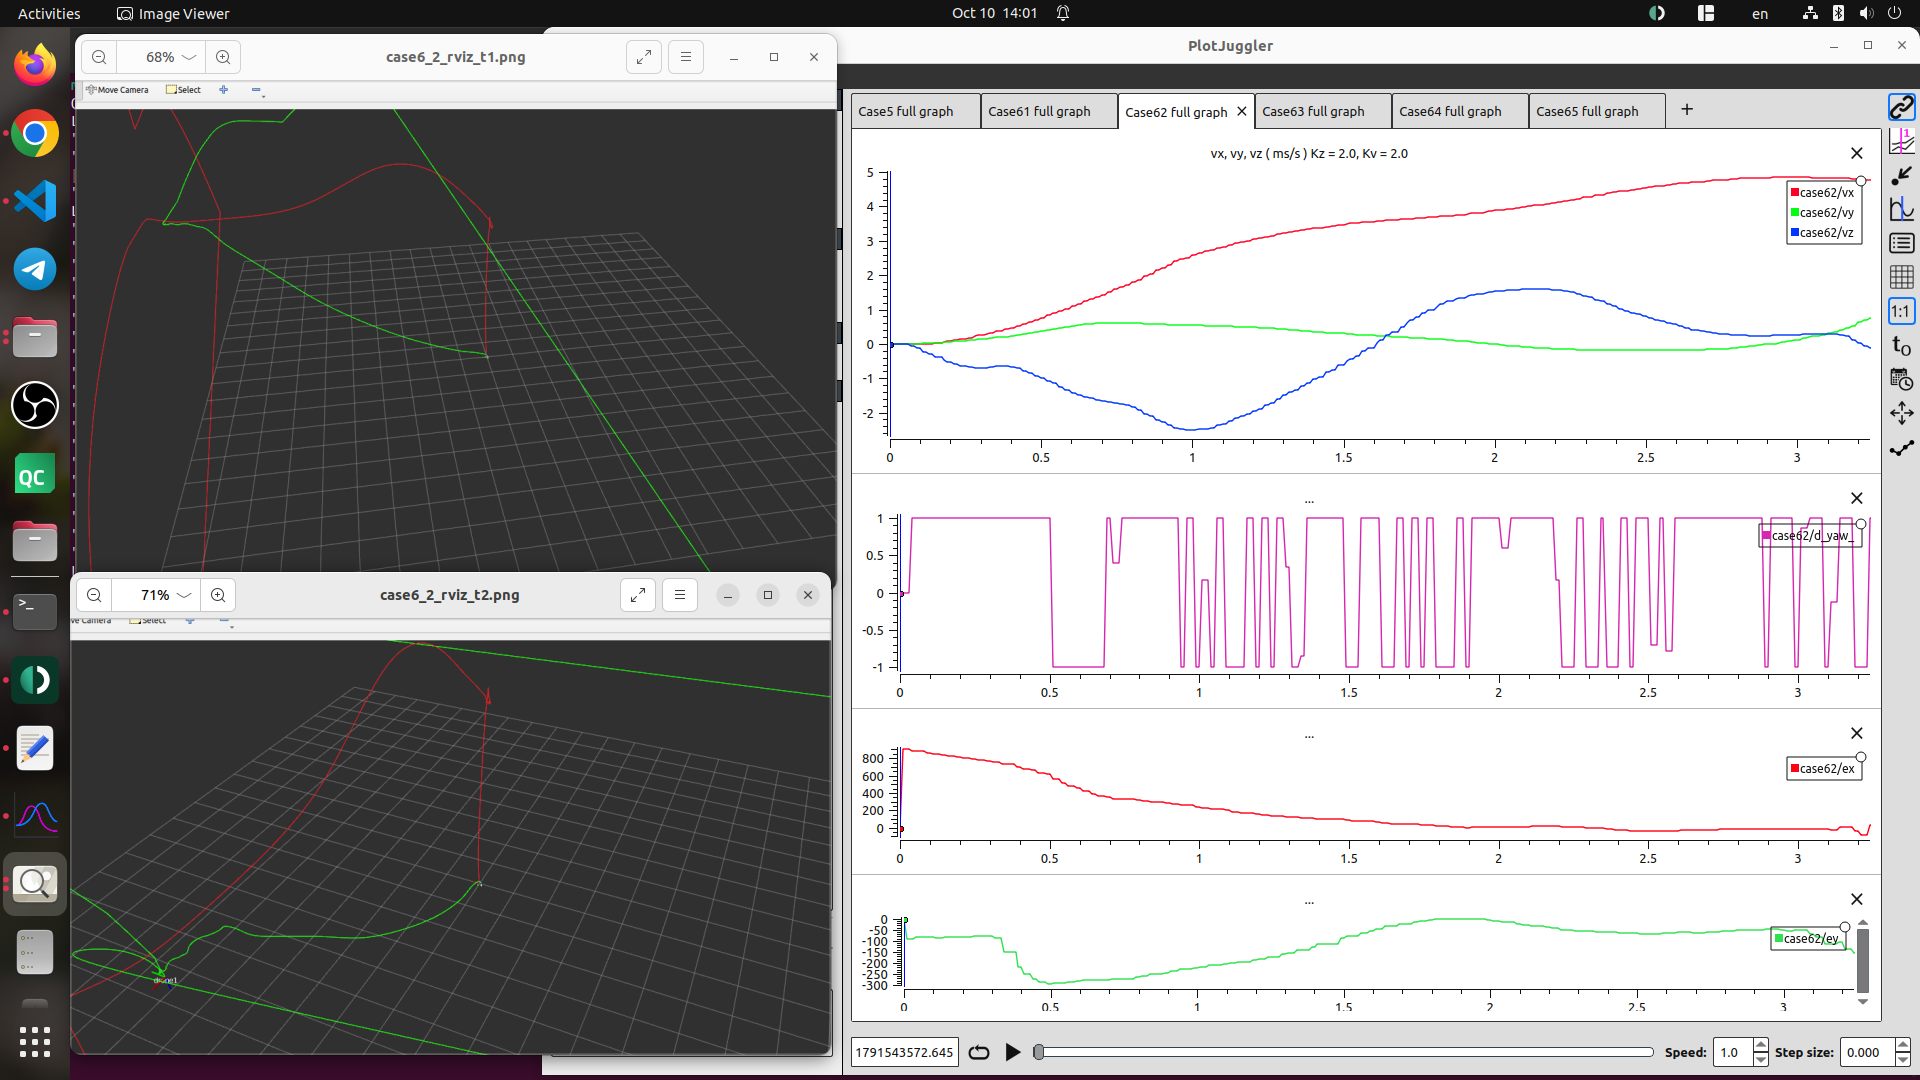 Activities
Image Viewer
Oct 10 14:01
en
68%
case6_2_rviz_t1.png
Move Camera
Select
71%
case6_2_rviz_t2.png
Select
drone1
QC
PlotJuggler
Case5 full graph
Case61 full graph
Case62 full graph
Case63 full graph
Case64 full graph
Case65 full graph
vx, vy, vz ( ms/s ) Kz = 2.0, Kv = 2.0
case62/vx
case62/vy
case62/vz
5
4
3
2
1
0
-1
-2
0 0.5 1 1.5 2 2.5 3
...
case62/d_yaw_
1
0.5
0
-0.5
-1
0 0.5 1 1.5 2 2.5 3
...
case62/ex
800
600
400
200
0
0 0.5 1 1.5 2 2.5 3
...
case62/ey
0
-50
-100
-150
-200
-250
-300
0 0.5 1 1.5 2 2.5 3
1:1
t0
1791543572.645
Speed: 1.0
Step size: 0.000